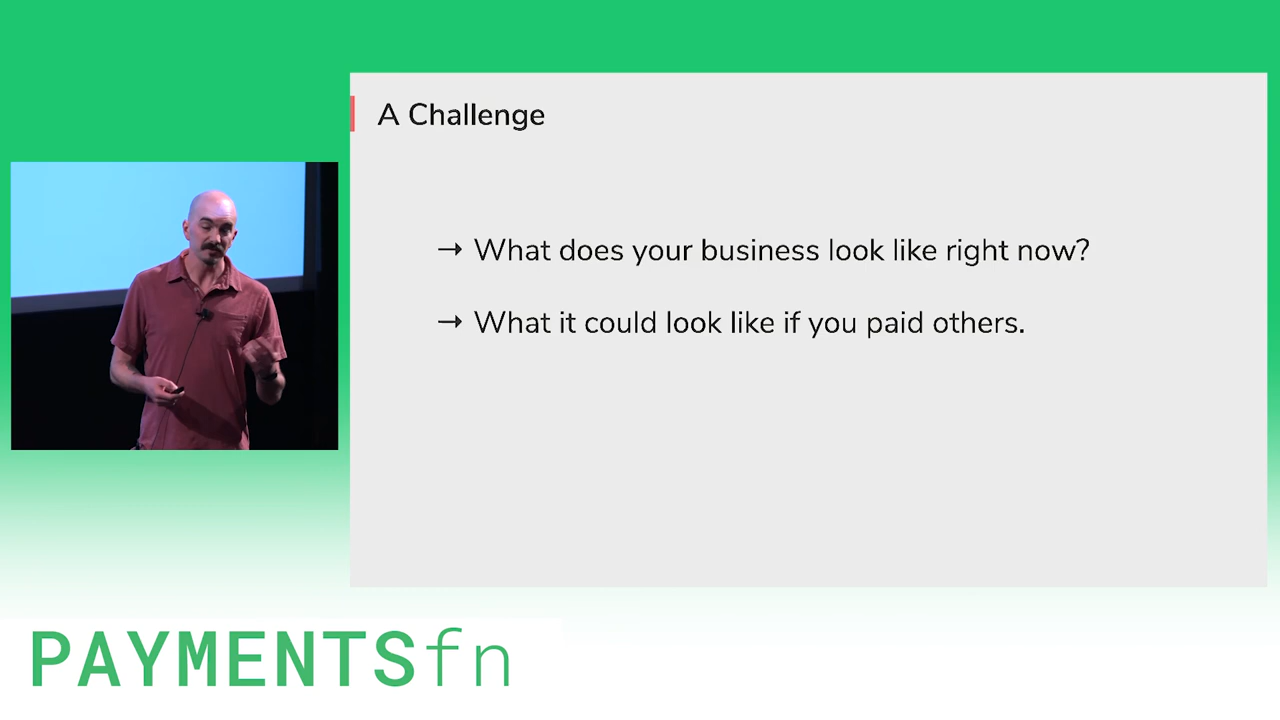 A Challenge
→ What does your business look like right now?
→ What it could look like if you paid others.
PAYMENTSfn